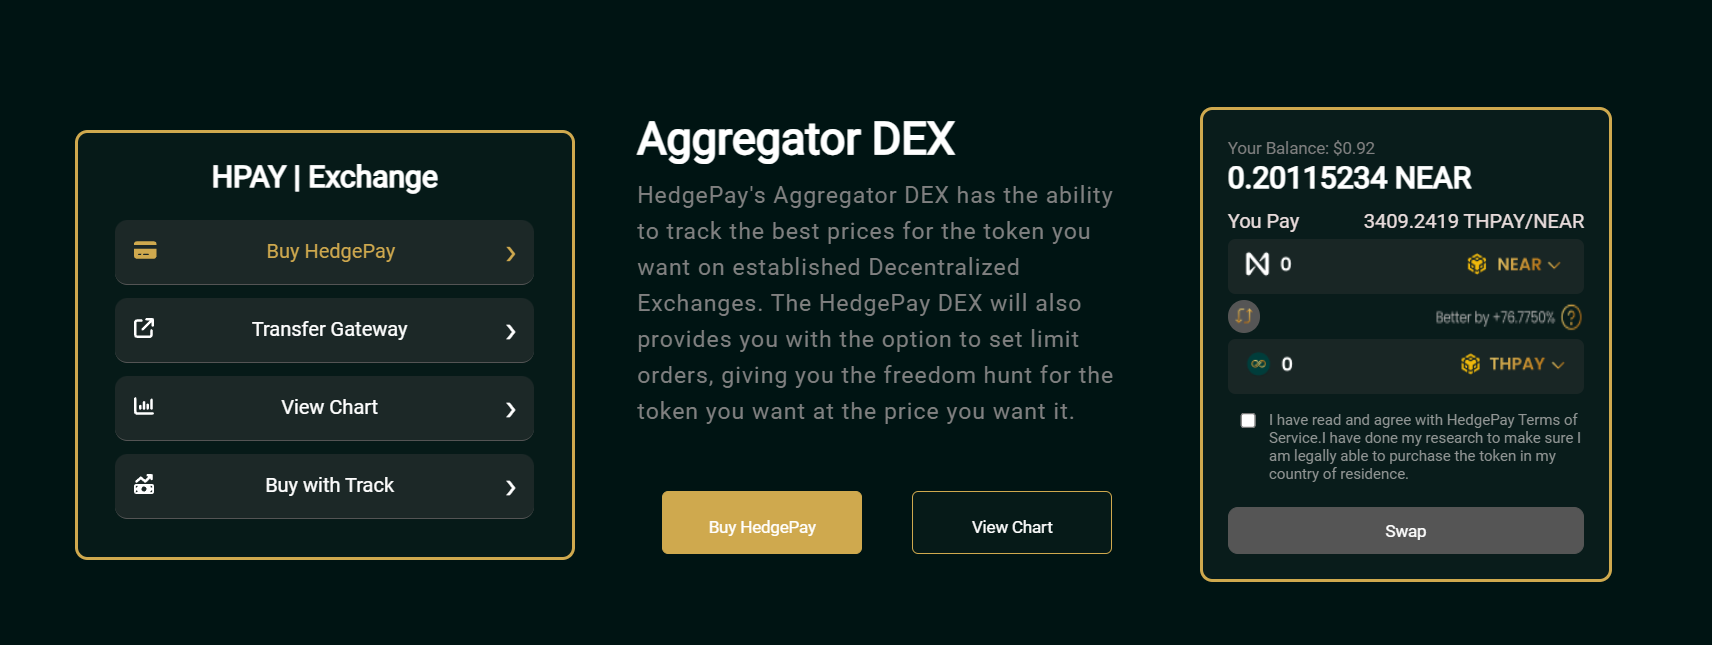 HPAY | Exchange
Buy HedgePay
Transfer Gateway
View Chart
Buy with Track
Aggregator DEX
HedgePay's Aggregator DEX has the ability
to track the best prices for the token you
want on established Decentralized
Exchanges. The HedgePay DEX will also
provides you with the option to set limit
orders, giving you the freedom hunt for the
token you want at the price you want it.
Buy HedgePay
View Chart
Your Balance: $0.92
0.20115234 NEAR
You Pay 3409.2419 THPAY/NEAR
0 NEAR
Better by +76.7750% ?
0 THPAY
I have read and agree with HedgePay Terms of
Service.I have done my research to make sure I
am legally able to purchase the token in my
country of residence.
Swap